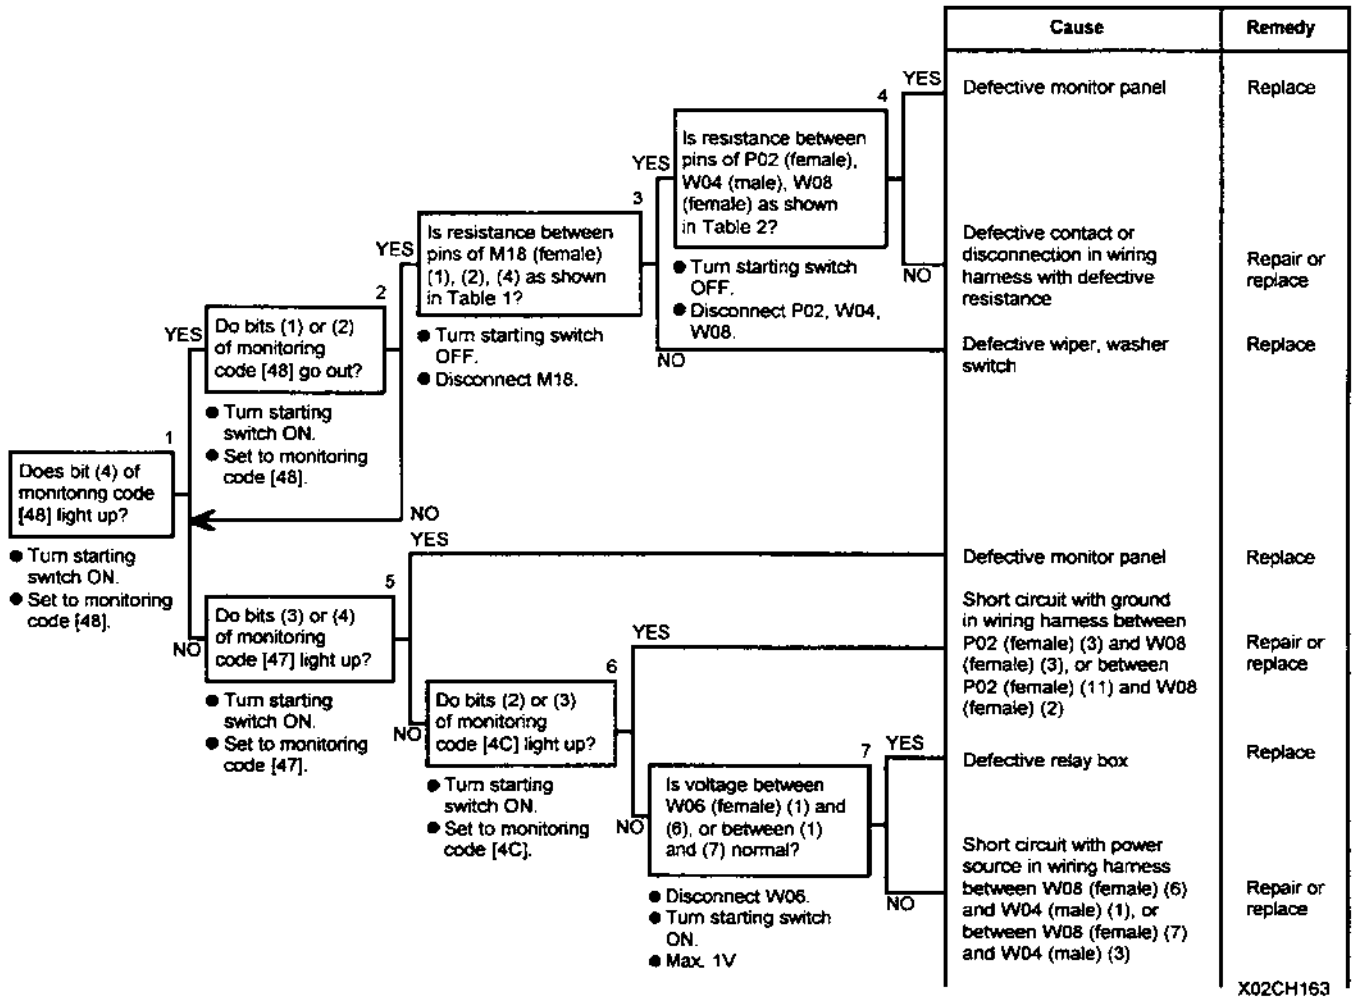 Cause
Remedy
YES
Defective monitor panel
Replace
4
Is resistance between
pins of P02 (female),
W04 (male), W08
(female) as shown
in Table 2?
● Turn starting switch
OFF.
● Disconnect P02, W04,
W08.
NO
Defective contact or
disconnection in wiring
harness with defective
resistance
Repair or
replace
YES
3
Is resistance between
pins of M18 (female)
(1), (2), (4) as shown
in Table 1?
● Turn starting switch
OFF.
● Disconnect M18.
NO
Defective wiper, washer
switch
Replace
YES
2
Do bits (1) or (2)
of monitoring
code [48] go out?
● Turn starting
switch ON.
● Set to monitoring
code [48].
YES
1
Does bit (4) of
monitoring code
[48] light up?
● Turn starting
switch ON.
● Set to monitoring
code [48].
NO
NO
5
Do bits (3) or (4)
of monitoring
code [47] light up?
● Turn starting
switch ON.
● Set to monitoring
code [47].
YES
Defective monitor panel
Replace
NO
6
Do bits (2) or (3)
of monitoring
code [4C] light up?
● Turn starting
switch ON.
● Set to monitoring
code [4C].
YES
Short circuit with ground
in wiring harness between
P02 (female) (3) and W08
(female) (3), or between
P02 (female) (11) and W08
(female) (2)
Repair or
replace
NO
7
Is voltage between
W06 (female) (1) and
(6), or between (1)
and (7) normal?
● Disconnect W06.
● Turn starting switch
ON.
● Max. 1V
YES
Defective relay box
Replace
NO
Short circuit with power
source in wiring harness
between W08 (female) (6)
and W04 (male) (1), or
between W08 (female) (7)
and W04 (male) (3)
Repair or
replace
X02CH163